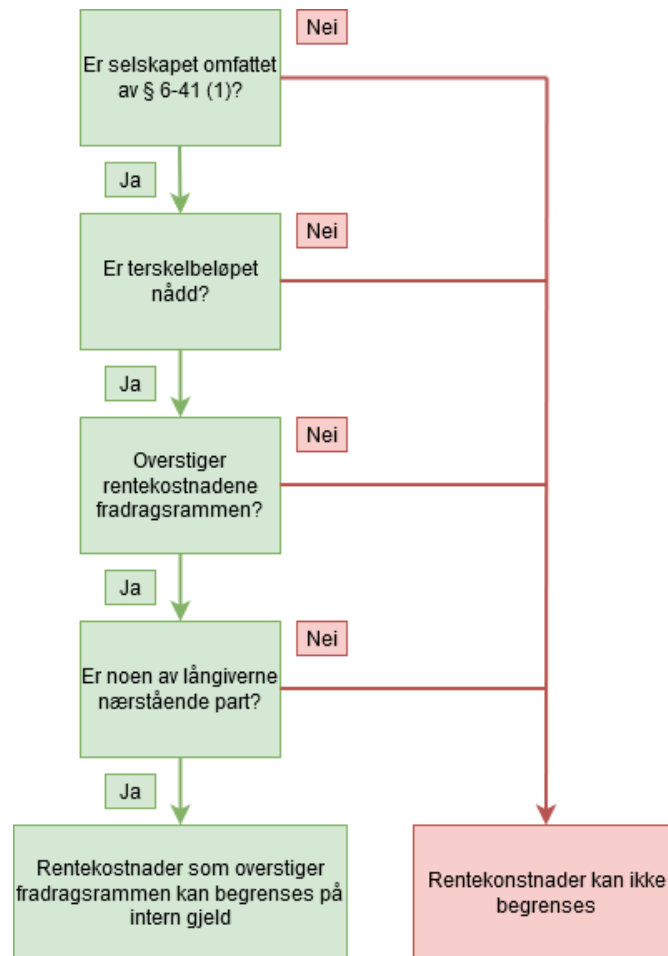 Nei
Er selskapet omfattet
av § 6-41 (1)?
Ja
Nei
Er terskelbeløpet
nådd?
Ja
Nei
Overstiger
rentekostnadene
fradragsrammen?
Ja
Nei
Er noen av långiverne
nærstående part?
Ja
Rentekostnader som overstiger
fradragsrammen kan begrenses på
intern gjeld
Rentekonstnader kan ikke
begrenses